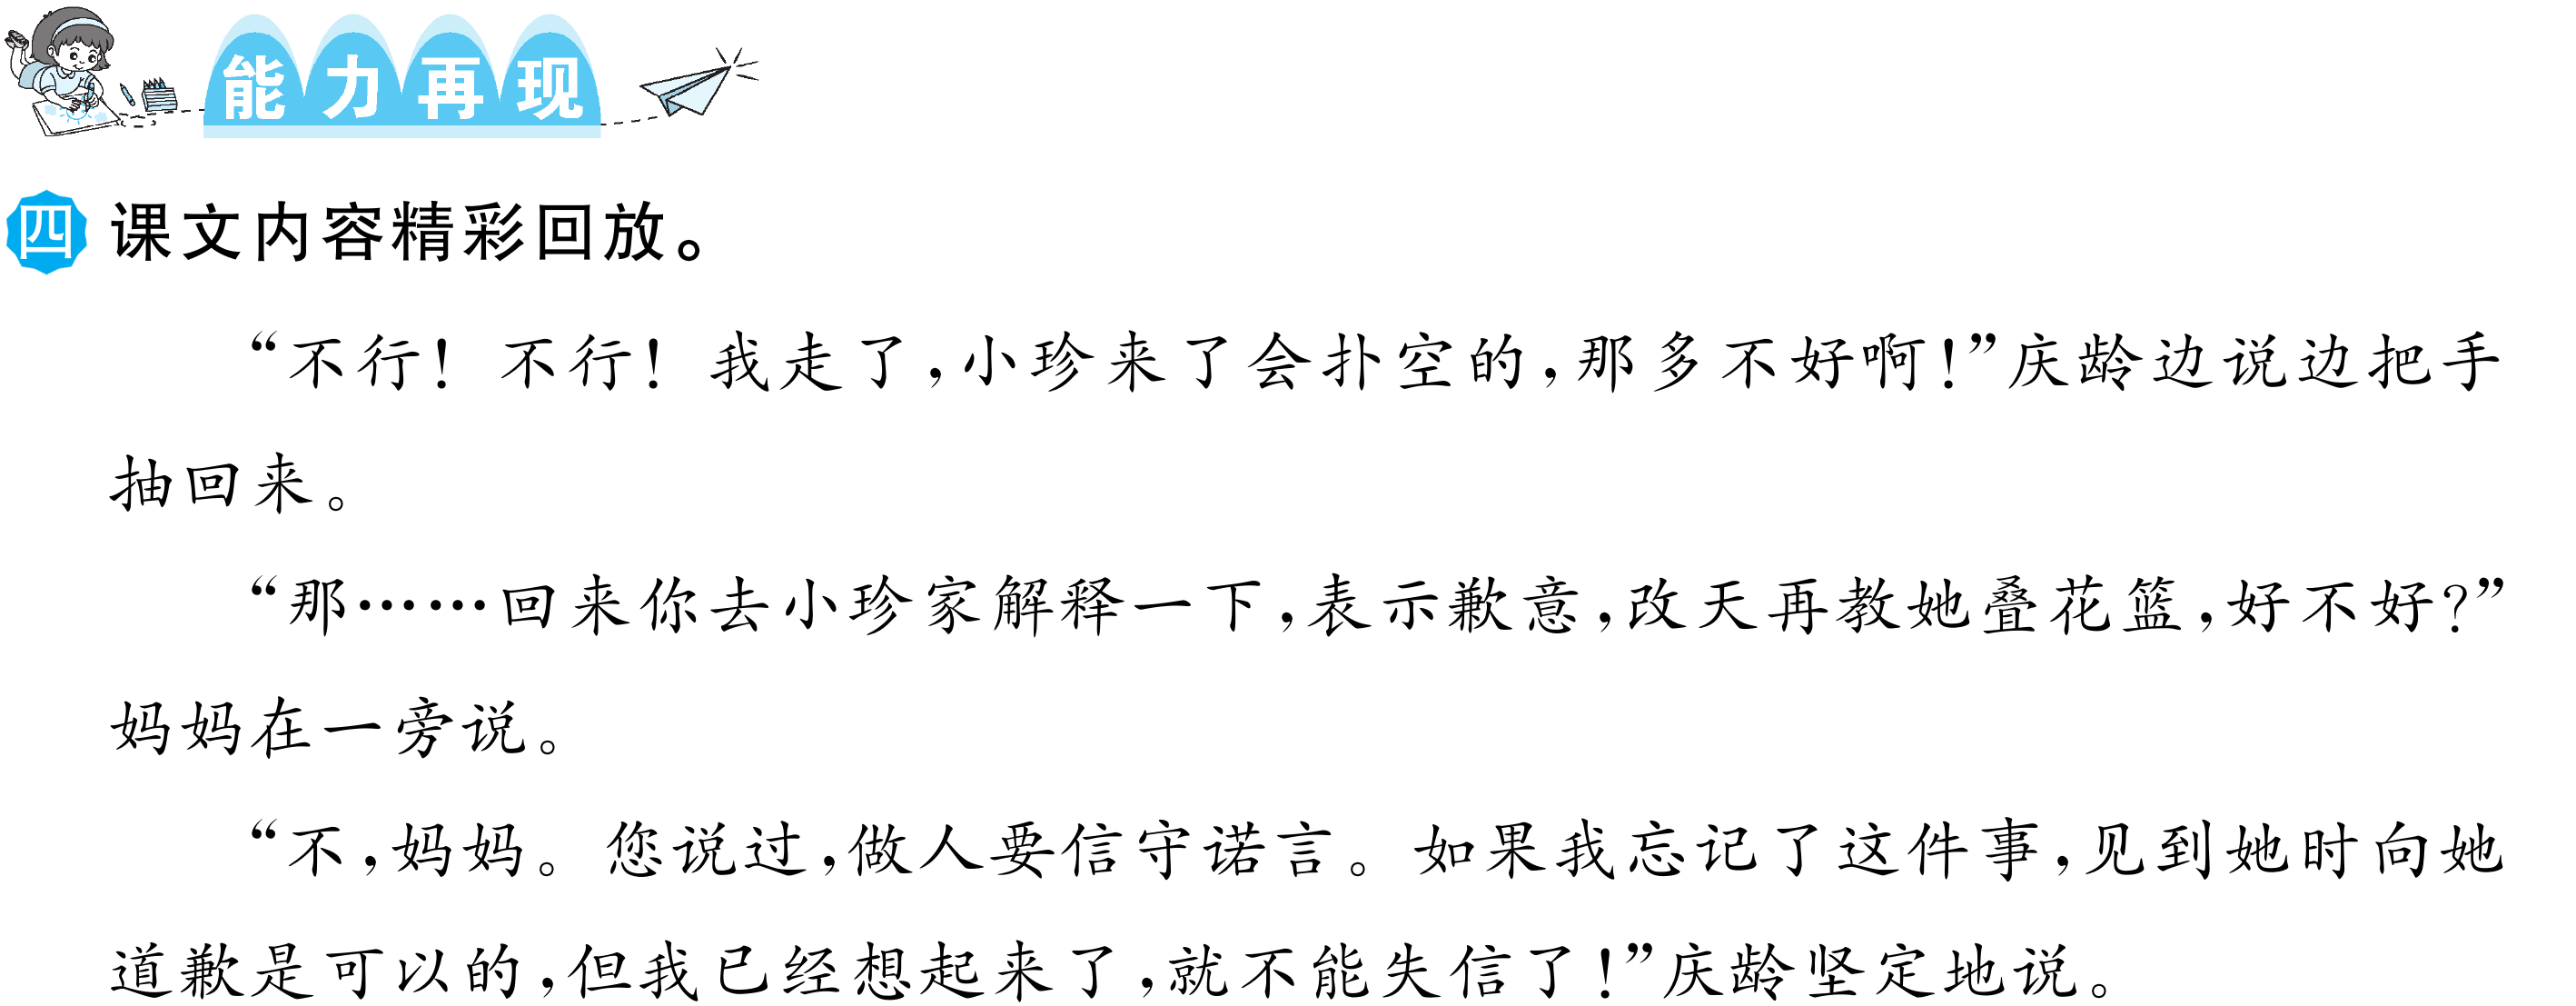 能力再现
四 课文内容精彩回放。
“不行！不行！我走了，小珍来了会扑空的，那多不好啊！”庆龄边说边把手
抽回来。
“那……回来你去小珍家解释一下，表示歉意，改天再教她叠花篮，好不好？”
妈妈在一旁说。
“不，妈妈。您说过，做人要信守诺言。如果我忘记了这件事，见到她时向她
道歉是可以的，但我已经想起来了，就不能失信了！”庆龄坚定地说。